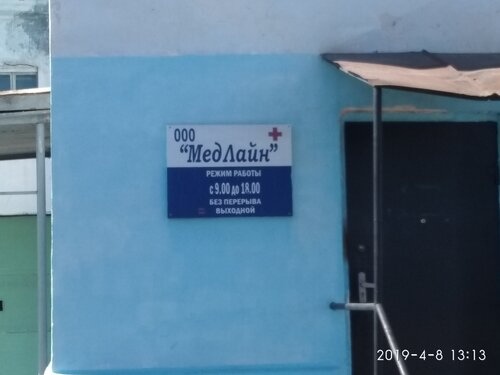 ООО
"МедЛайн"
РЕЖИМ РАБОТЫ
с 9.00 до 18.00
БЕЗ ПЕРЕРЫВА
ВЫХОДНОЙ
2019-4-8 13:13